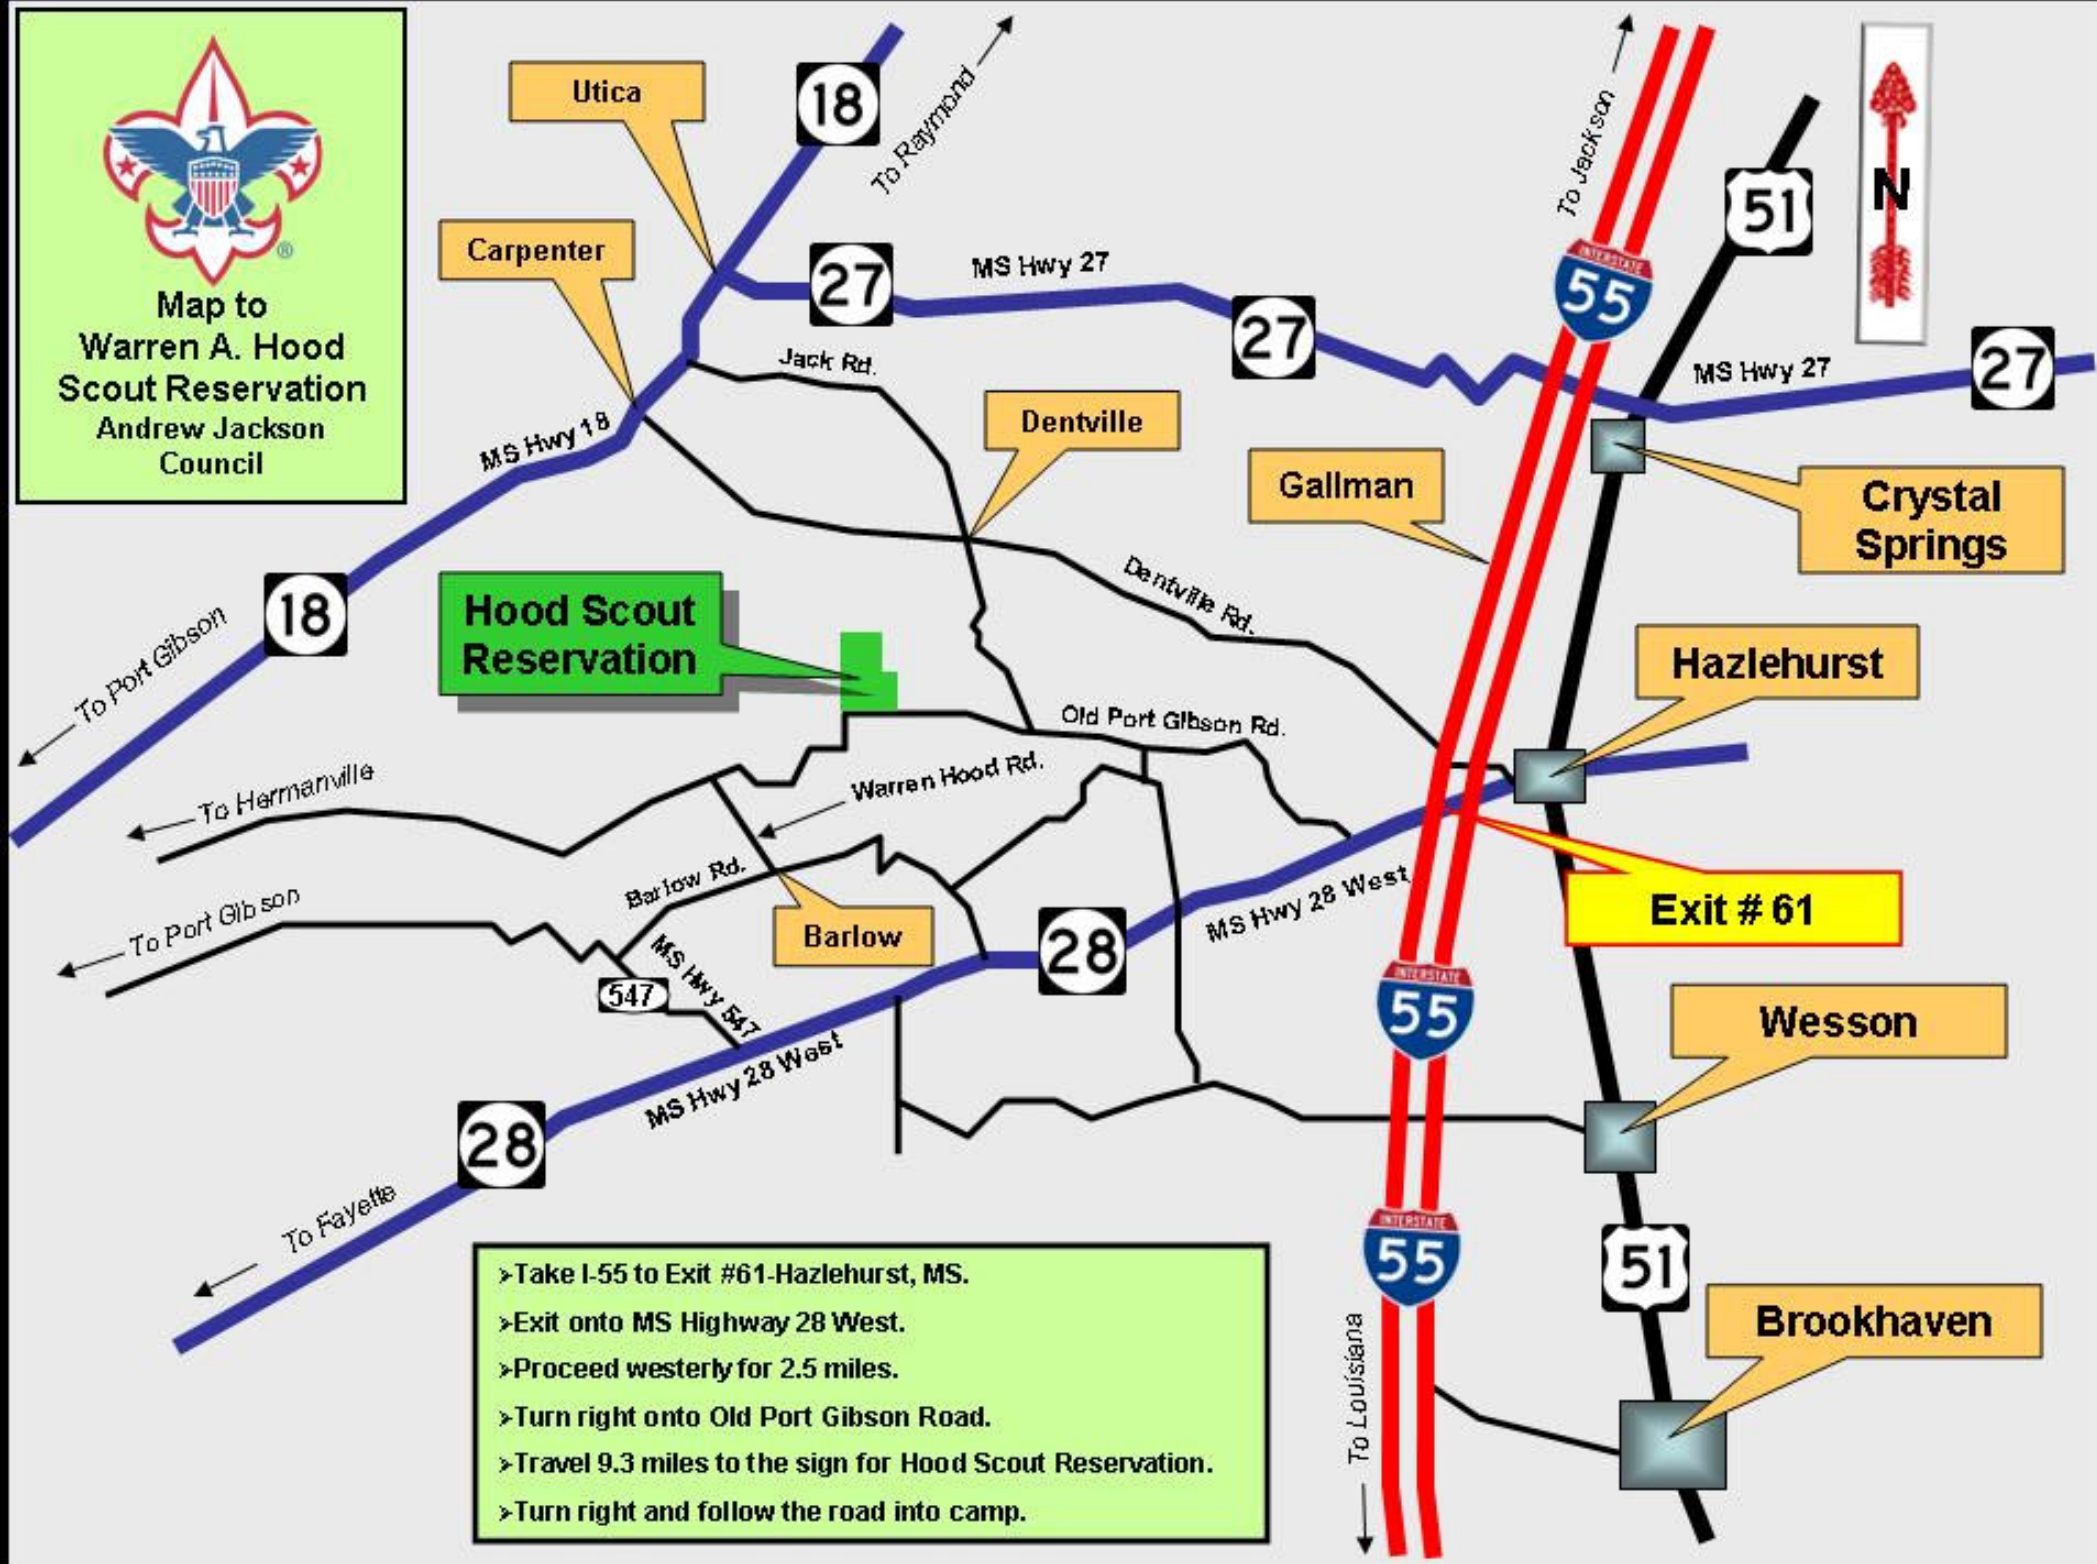 ®
Map to
Warren A. Hood
Scout Reservation
Andrew Jackson
Council
Utica
18
To Raymond
To Jackson
51
N
Carpenter
27
MS Hwy 27
INTERSTATE
55
27
MS Hwy 27
27
Jack Rd.
MS Hwy 18
Dentville
Gallman
Crystal
Springs
18
To Port Gibson
Hood Scout
Reservation
Dentville Rd.
Hazlehurst
Old Port Gibson Rd.
To Hermanville
Warren Hood Rd.
Barlow Rd.
MS Hwy 28 West
Exit # 61
To Port Gibson
Barlow
28
547
MS Hwy 547
INTERSTATE
55
Wesson
MS Hwy 28 West
28
To Fayette
INTERSTATE
55
51
Brookhaven
To Louisiana
➢Take I-55 to Exit #61-Hazlehurst, MS.
➢Exit onto MS Highway 28 West.
➢Proceed westerly for 2.5 miles.
➢Turn right onto Old Port Gibson Road.
➢Travel 9.3 miles to the sign for Hood Scout Reservation.
➢Turn right and follow the road into camp.